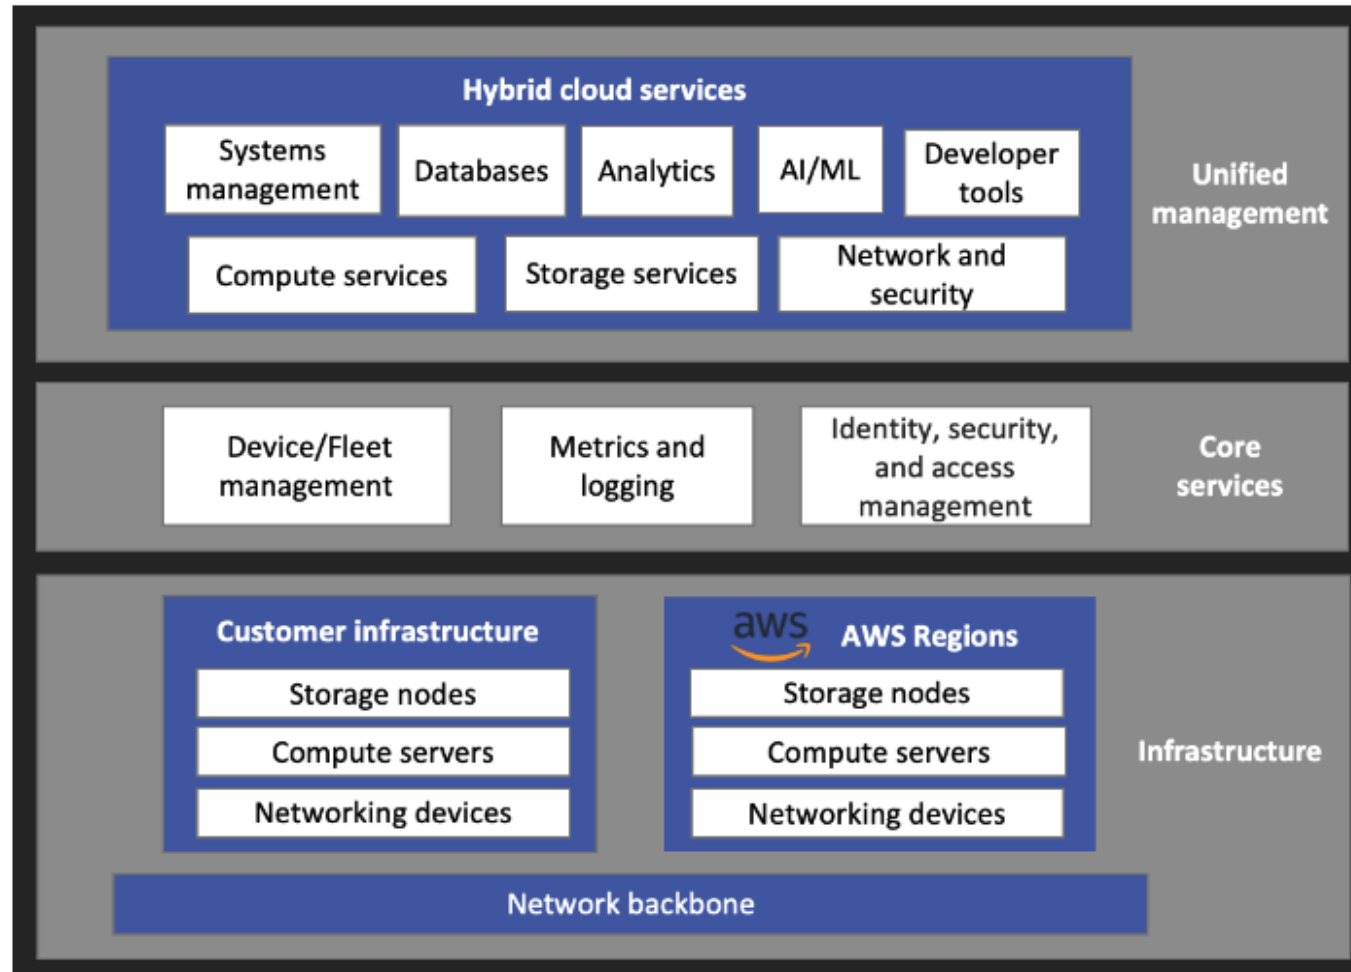 Hybrid cloud services
Systems
management
Databases
Analytics
AI/ML
Developer
tools
Compute services
Storage services
Network and
security
Unified
management
Device/Fleet
management
Metrics and
logging
Identity, security,
and access
management
Core
services
Customer infrastructure
Storage nodes
Compute servers
Networking devices
aws AWS Regions
Storage nodes
Compute servers
Networking devices
Infrastructure
Network backbone